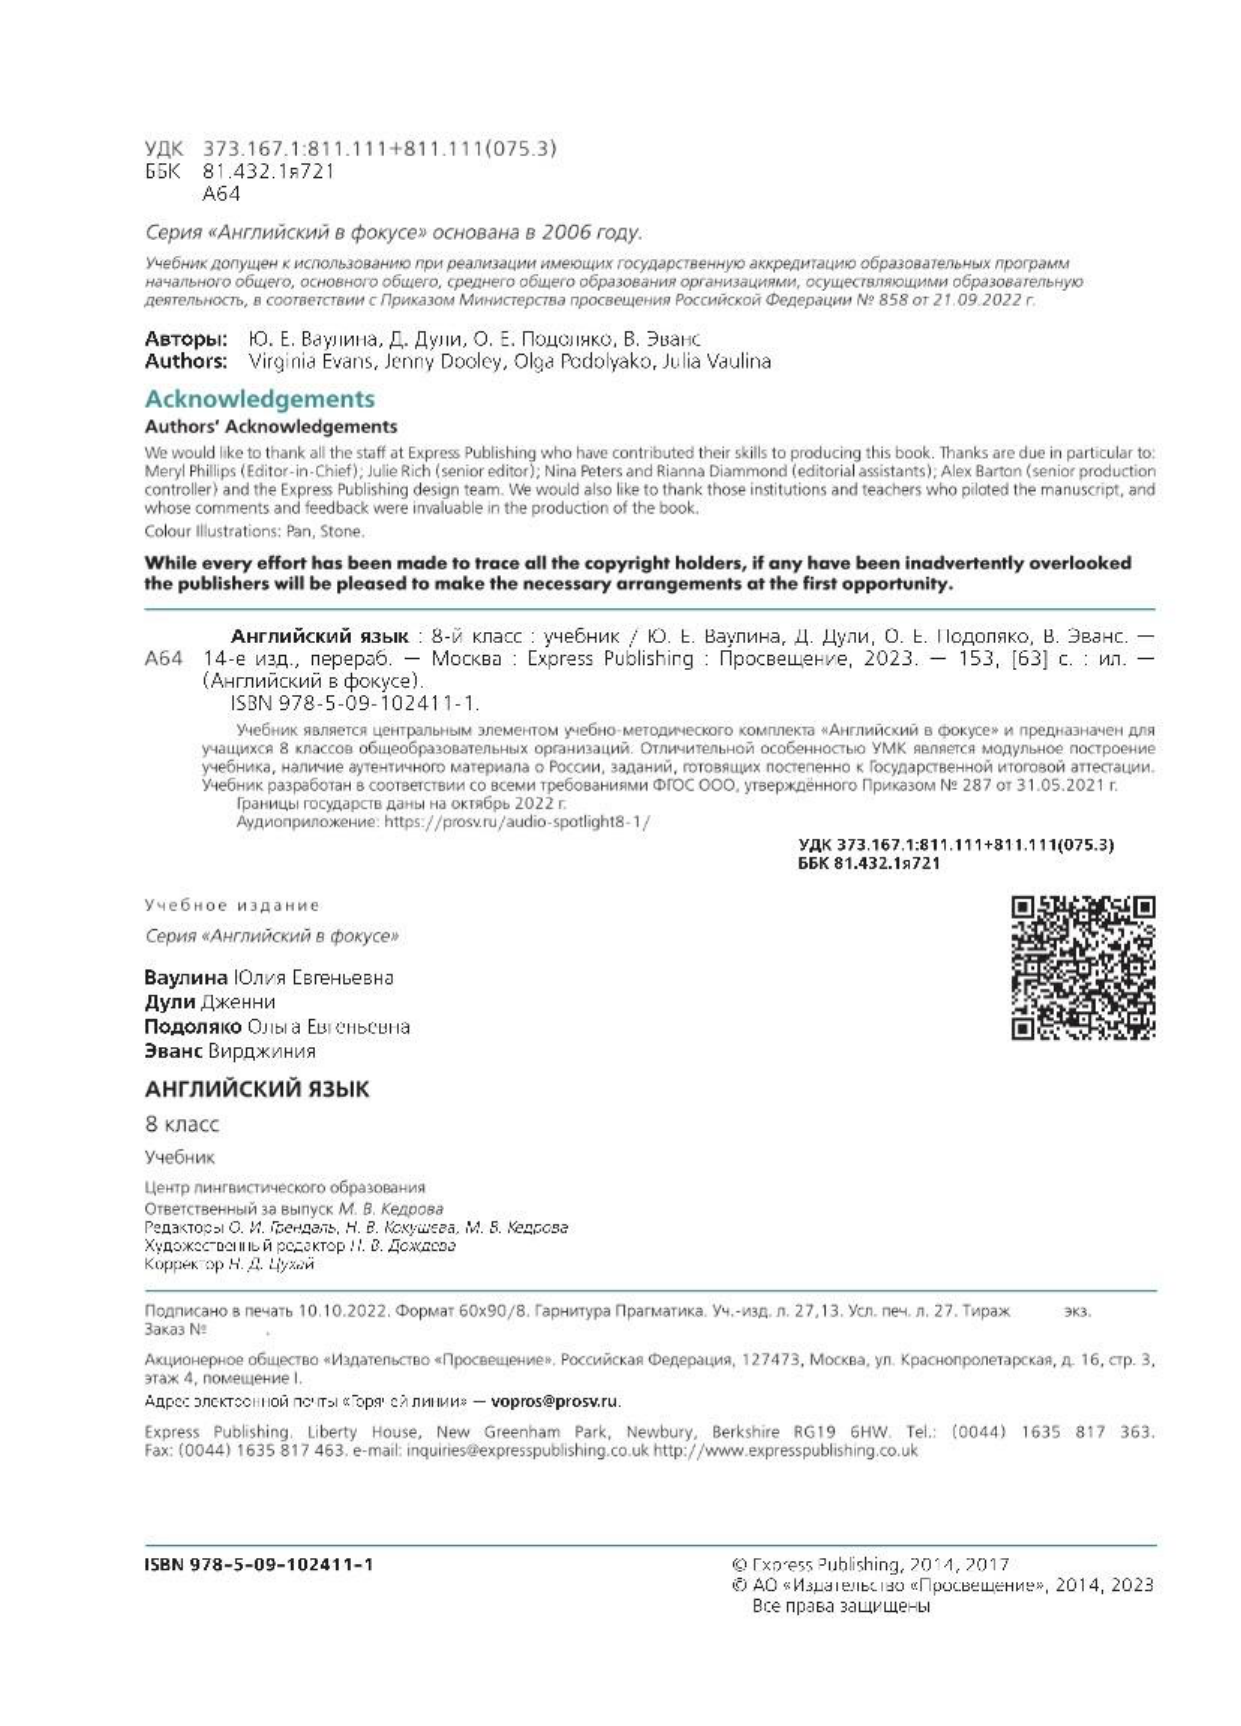 УДК 373.167.1:811.111+811.111(075.3)
ББК 81.432.1я721
А64
Серия «Английский в фокусе» основана в 2006 году.
Учебник допущен к использованию при реализации имеющих государственную аккредитацию образовательных программ
начального общего, основного общего, среднего общего образования организациями, осуществляющими образовательную
деятельность, в соответствии с Приказом Министерства просвещения Российской Федерации № 858 от 21.09.2022 г.
Авторы: Ю. Е. Ваулина, Д. Дули, О. Е. Подоляко, В. Эванс
Authors: Virginia Evans, Jenny Dooley, Olga Podolyako, Julia Vaulina
Acknowledgements
Authors' Acknowledgements
We would like to thank all the staff at Express Publishing who have contributed their skills to producing this book. Thanks are due in particular to:
Meryl Phillips (Editor-in-Chief); Julie Rich (senior editor); Nina Peters and Rianna Diammond (editorial assistants); Alex Barton (senior production
controller) and the Express Publishing design team. We would also like to thank those institutions and teachers who piloted the manuscript, and
whose comments and feedback were invaluable in the production of the book.
Colour Illustrations: Pan, Stone.
While every effort has been made to trace all the copyright holders, if any have been inadvertently overlooked
the publishers will be pleased to make the necessary arrangements at the first opportunity.
Английский язык : 8-й класс : учебник / Ю. Е. Ваулина, Д. Дули, О. Е. Подоляко, В. Эванс. —
А64 14-е изд., перераб. — Москва : Express Publishing : Просвещение, 2023. — 153, [63] с. : ил. —
(Английский в фокусе).
ISBN 978-5-09-102411-1.
Учебник является центральным элементом учебно-методического комплекта «Английский в фокусе» и предназначен для
учащихся 8 классов общеобразовательных организаций. Отличительной особенностью УМК является модульное построение
учебника, наличие аутентичного материала о России, заданий, готовящих постепенно к Государственной итоговой аттестации.
Учебник разработан в соответствии со всеми требованиями ФГОС ООО, утверждённого Приказом № 287 от 31.05.2021 г.
Границы государств даны на октябрь 2022 г.
Аудиоприложение: https://prosv.ru/audio-spotlight8-1/
УДК 373.167.1:811.111+811.111(075.3)
ББК 81.432.1я721
Учебное издание
Серия «Английский в фокусе»
Ваулина Юлия Евгеньевна
Дули Дженни
Подоляко Ольга Евгеньевна
Эванс Вирджиния
АНГЛИЙСКИЙ ЯЗЫК
8 класс
Учебник
Центр лингвистического образования
Ответственный за выпуск М. В. Кедрова
Редакторы О. И. Грендаль, Н. В. Кокушева, М. В. Кедрова
Художественный редактор Н. В. Дождева
Корректор Н. Д. Цухай
Подписано в печать 10.10.2022. Формат 60х90/8. Гарнитура Прагматика. Уч.-изд. л. 27,13. Усл. печ. л. 27. Тираж экз.
Заказ № .
Акционерное общество «Издательство «Просвещение». Российская Федерация, 127473, Москва, ул. Краснопролетарская, д. 16, стр. 3,
этаж 4, помещение I.
Адрес электронной почты «Горячей линии» — vopros@prosv.ru.
Express Publishing. Liberty House, New Greenham Park, Newbury, Berkshire RG19 6HW. Tel.: (0044) 1635 817 363.
Fax: (0044) 1635 817 463. e-mail: inquiries@expresspublishing.co.uk http://www.expresspublishing.co.uk
ISBN 978-5-09-102411-1
© Express Publishing, 2014, 2017
© АО «Издательство «Просвещение», 2014, 2023
Все права защищены